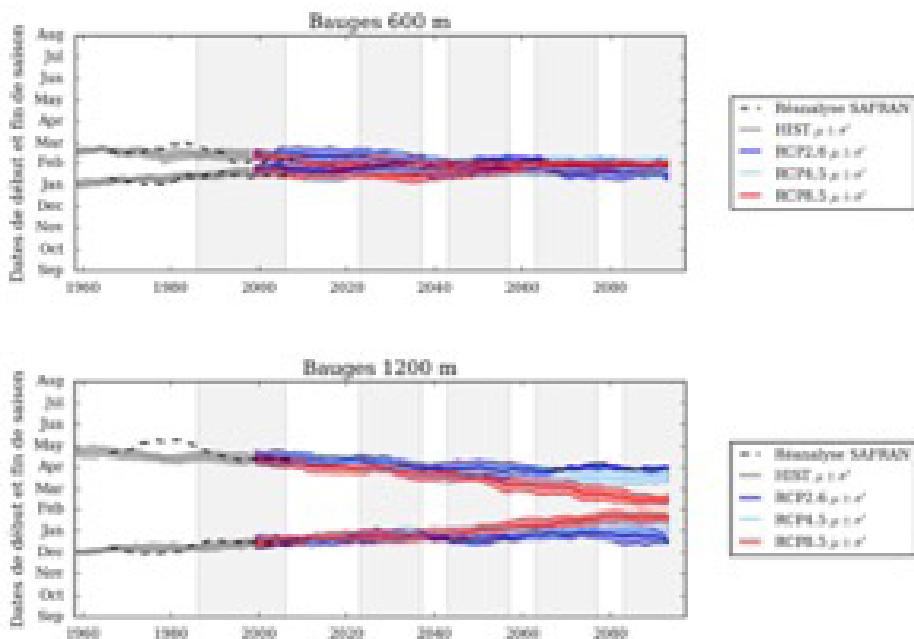 Bauges 600 m
Dates de début et fin de saison
Aug
Jul
Jun
May
Apr
Mar
Feb
Jan
Dec
Nov
Oct
Sep
1960
1980
2000
2020
2040
2060
2080
Réanalyse SAFRAN
HIST μ ± σ'
RCP2.6 μ ± σ'
RCP4.5 μ ± σ'
RCP8.5 μ ± σ'
Bauges 1200 m
Dates de début et fin de saison
Aug
Jul
Jun
May
Apr
Mar
Feb
Jan
Dec
Nov
Oct
Sep
1960
1980
2000
2020
2040
2060
2080
Réanalyse SAFRAN
HIST μ ± σ'
RCP2.6 μ ± σ'
RCP4.5 μ ± σ'
RCP8.5 μ ± σ'